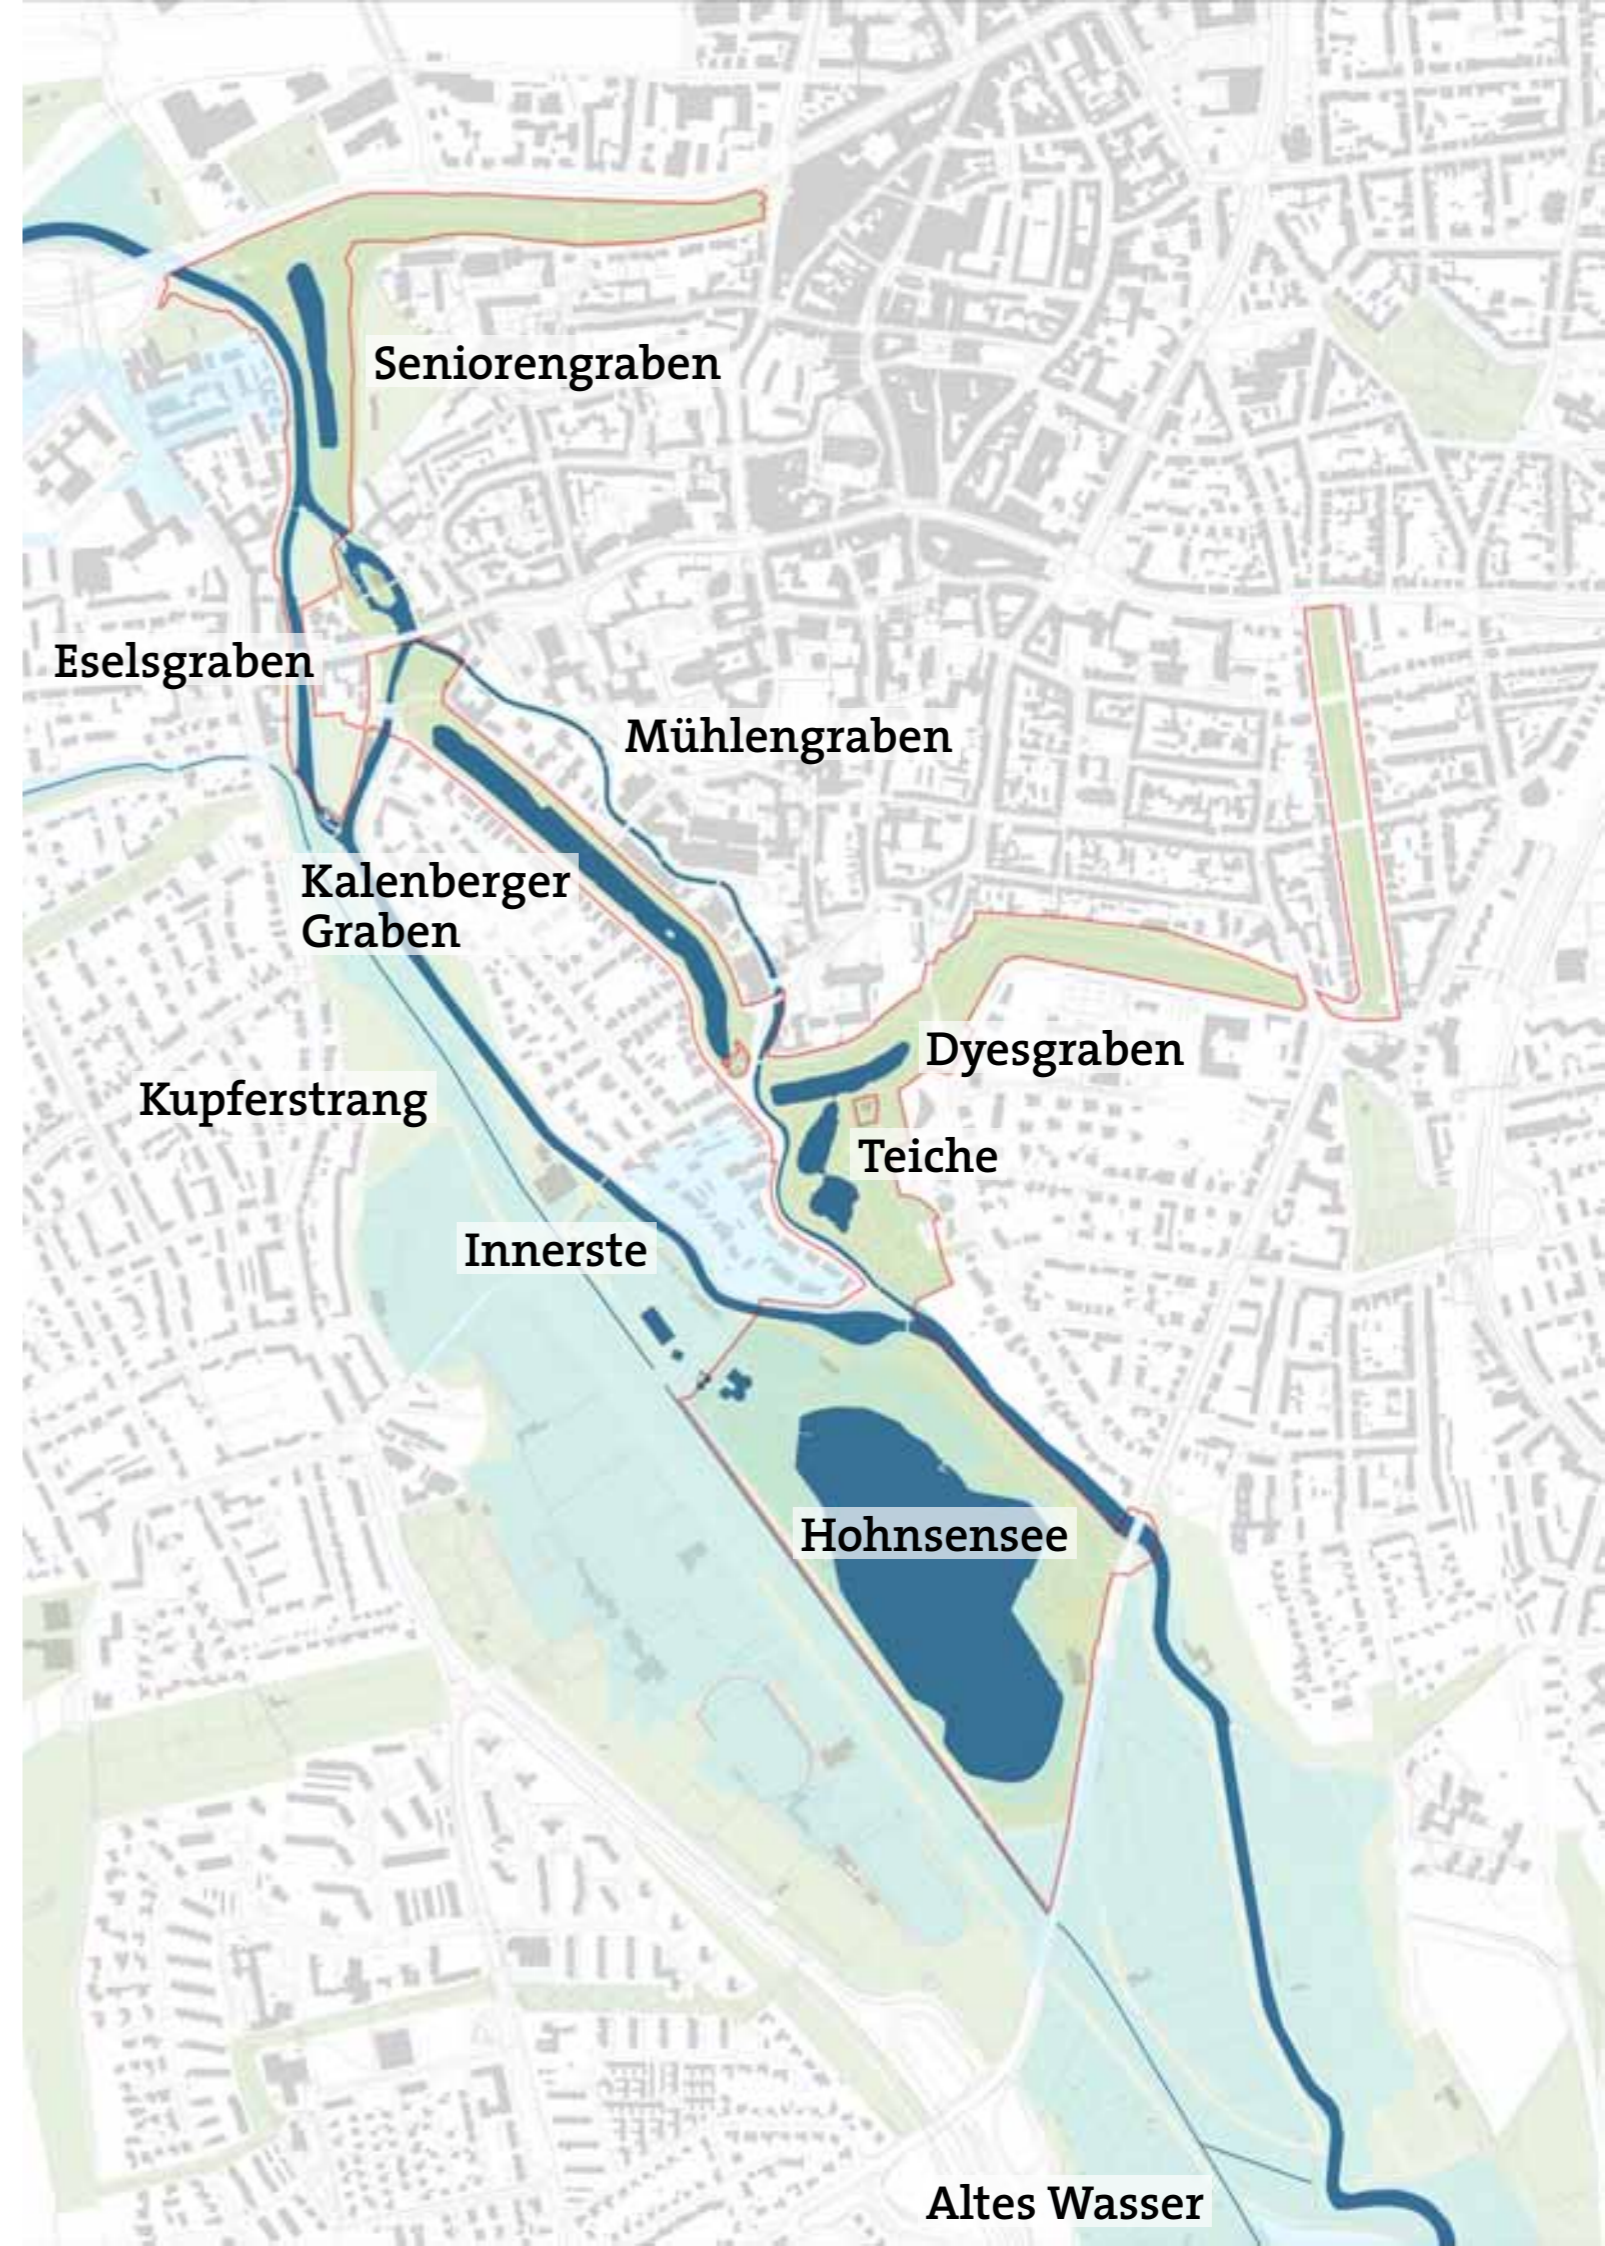 Seniorengraben
Eselsgraben
Mühlengraben
Kalenberger
Graben
Dyesgraben
Kupferstrang
Teiche
Innerste
Hohnsensee
Altes Wasser